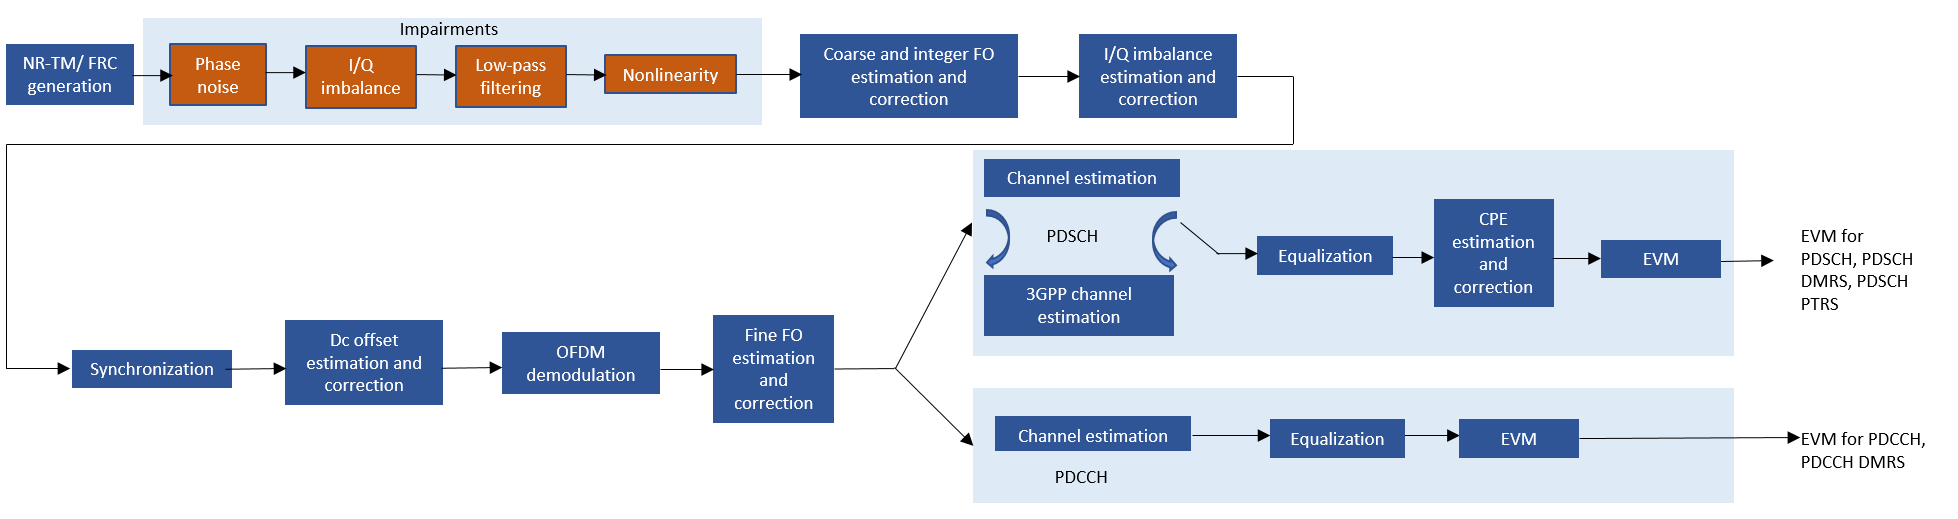 Impairments
NR-TM/ FRC
generation
Phase
noise
I/Q
imbalance
Low-pass
filtering
Nonlinearity
Coarse and integer FO
estimation and
correction
I/Q imbalance
estimation and
correction
Synchronization
Dc offset
estimation and
correction
OFDM
demodulation
Fine FO
estimation
and
correction
Channel estimation
PDSCH
3GPP channel
estimation
Equalization
CPE
estimation
and
correction
EVM
EVM for
PDSCH, PDSCH
DMRS, PDSCH
PTRS
Channel estimation
PDCCH
Equalization
EVM
EVM for PDCCH,
PDCCH DMRS